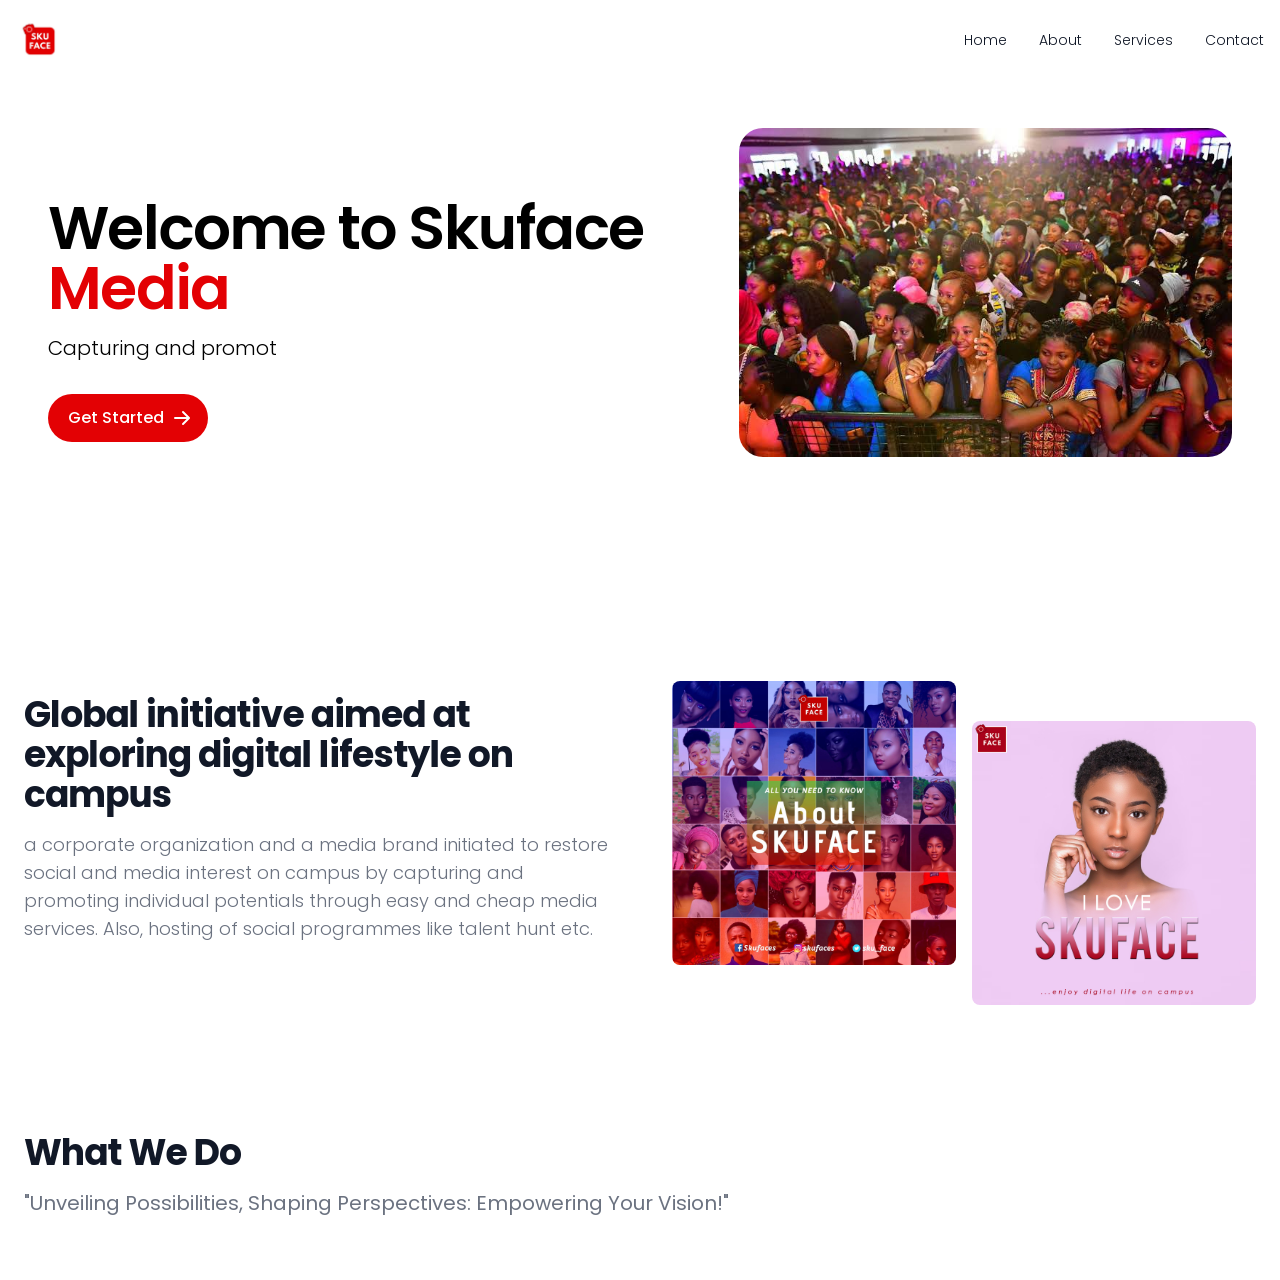 SKU
FACE
Home
About
Services
Contact
Welcome to Skuface
Media
Capturing and promot
Get Started
Global initiative aimed at
exploring digital lifestyle on
campus
a corporate organization and a media brand initiated to restore
social and media interest on campus by capturing and
promoting individual potentials through easy and cheap media
services. Also, hosting of social programmes like talent hunt etc.
SKU
FACE
ALL YOU NEED TO KNOW
About
SKUFACE
Skufaces
skufaces
sku_face
SKU
FACE
I LOVE
SKUFACE
...enjoy digital life on campus
What We Do
"Unveiling Possibilities, Shaping Perspectives: Empowering Your Vision!"